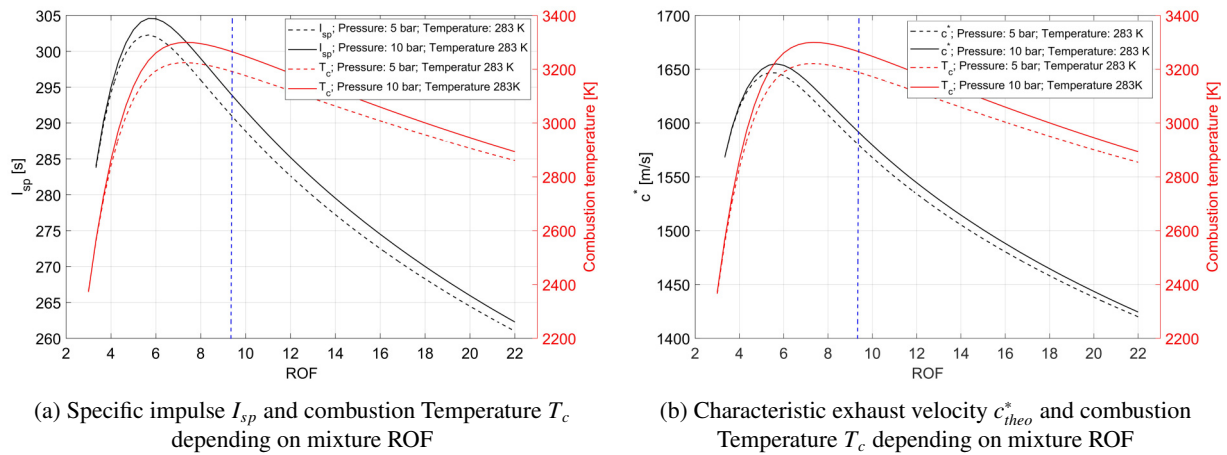 305
300
295
290
285
280
275
270
265
260
I_sp [s]
2 4 6 8 10 12 14 16 18 20 22
ROF
3400
3200
3000
2800
2600
2400
2200
Combustion temperature [K]
I_sp; Pressure: 5 bar; Temperature: 283 K
I_sp; Pressure: 10 bar; Temperature 283 K
T_c; Pressure: 5 bar; Temperatur 283 K
T_c; Pressure 10 bar; Temperature 283K
(a) Specific impulse I_sp and combustion Temperature T_c
depending on mixture ROF
1700
1650
1600
1550
1500
1450
1400
c* [m/s]
2 4 6 8 10 12 14 16 18 20 22
ROF
3400
3200
3000
2800
2600
2400
2200
Combustion temperature [K]
c*; Pressure: 5 bar; Temperature: 283 K
c*; Pressure: 10 bar; Temperature: 283 K
T_c; Pressure: 5 bar; Temperature 283 K
T_c; Pressure 10 bar; Temperature 283K
(b) Characteristic exhaust velocity c*_theo and combustion
Temperature T_c depending on mixture ROF